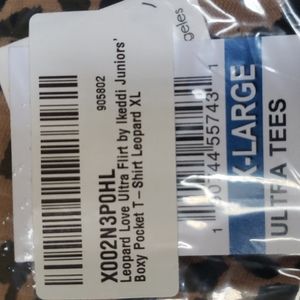 905802
X002N3P0HL
Leopard Love Ultra Flirt by Ikeddi Juniors'
Boxy Pocket T-Shirt Leopard XL
geles
X-LARGE
ULTRA TEES